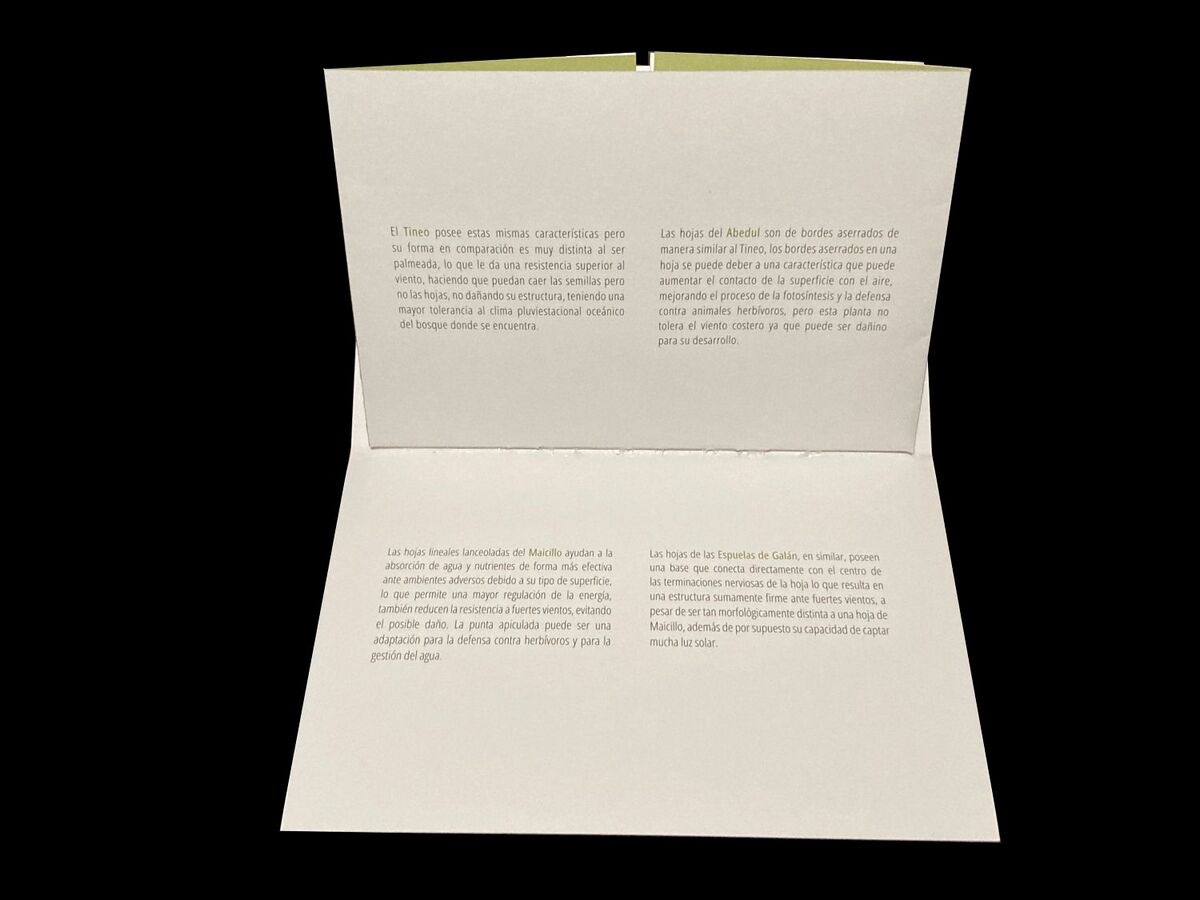 El Tineo posee estas mismas características pero
su forma en comparación es muy distinta al ser
palmeada, lo que le da una resistencia superior al
viento, haciendo que puedan caer las semillas pero
no las hojas, no dañando su estructura, teniendo una
mayor tolerancia al clima pluviestacional oceánico
del bosque donde se encuentra.
Las hojas del Abedul son de bordes aserrados de
manera similar al Tineo, los bordes aserrados en una
hoja se puede deber a una característica que puede
aumentar el contacto de la superficie con el aire,
mejorando el proceso de la fotosíntesis y la defensa
contra animales herbívoros, pero esta planta no
tolera el viento costero ya que puede ser dañino
para su desarrollo.
Las hojas lineales lanceoladas del Maicillo ayudan a la
absorción de agua y nutrientes de forma más efectiva
ante ambientes adversos debido a su tipo de superficie,
lo que permite una mayor regulación de la energía,
también reducen la resistencia a fuertes vientos, evitando
el posible daño. La punta apiculada puede ser una
adaptación para la defensa contra herbívoros y para la
gestión del agua.
Las hojas de las Espuelas de Galán, en similar, poseen
una base que conecta directamente con el centro de
las terminaciones nerviosas de la hoja lo que resulta en
una estructura sumamente firme ante fuertes vientos, a
pesar de ser tan morfológicamente distinta a una hoja de
Maicillo, además de por supuesto su capacidad de captar
mucha luz solar.